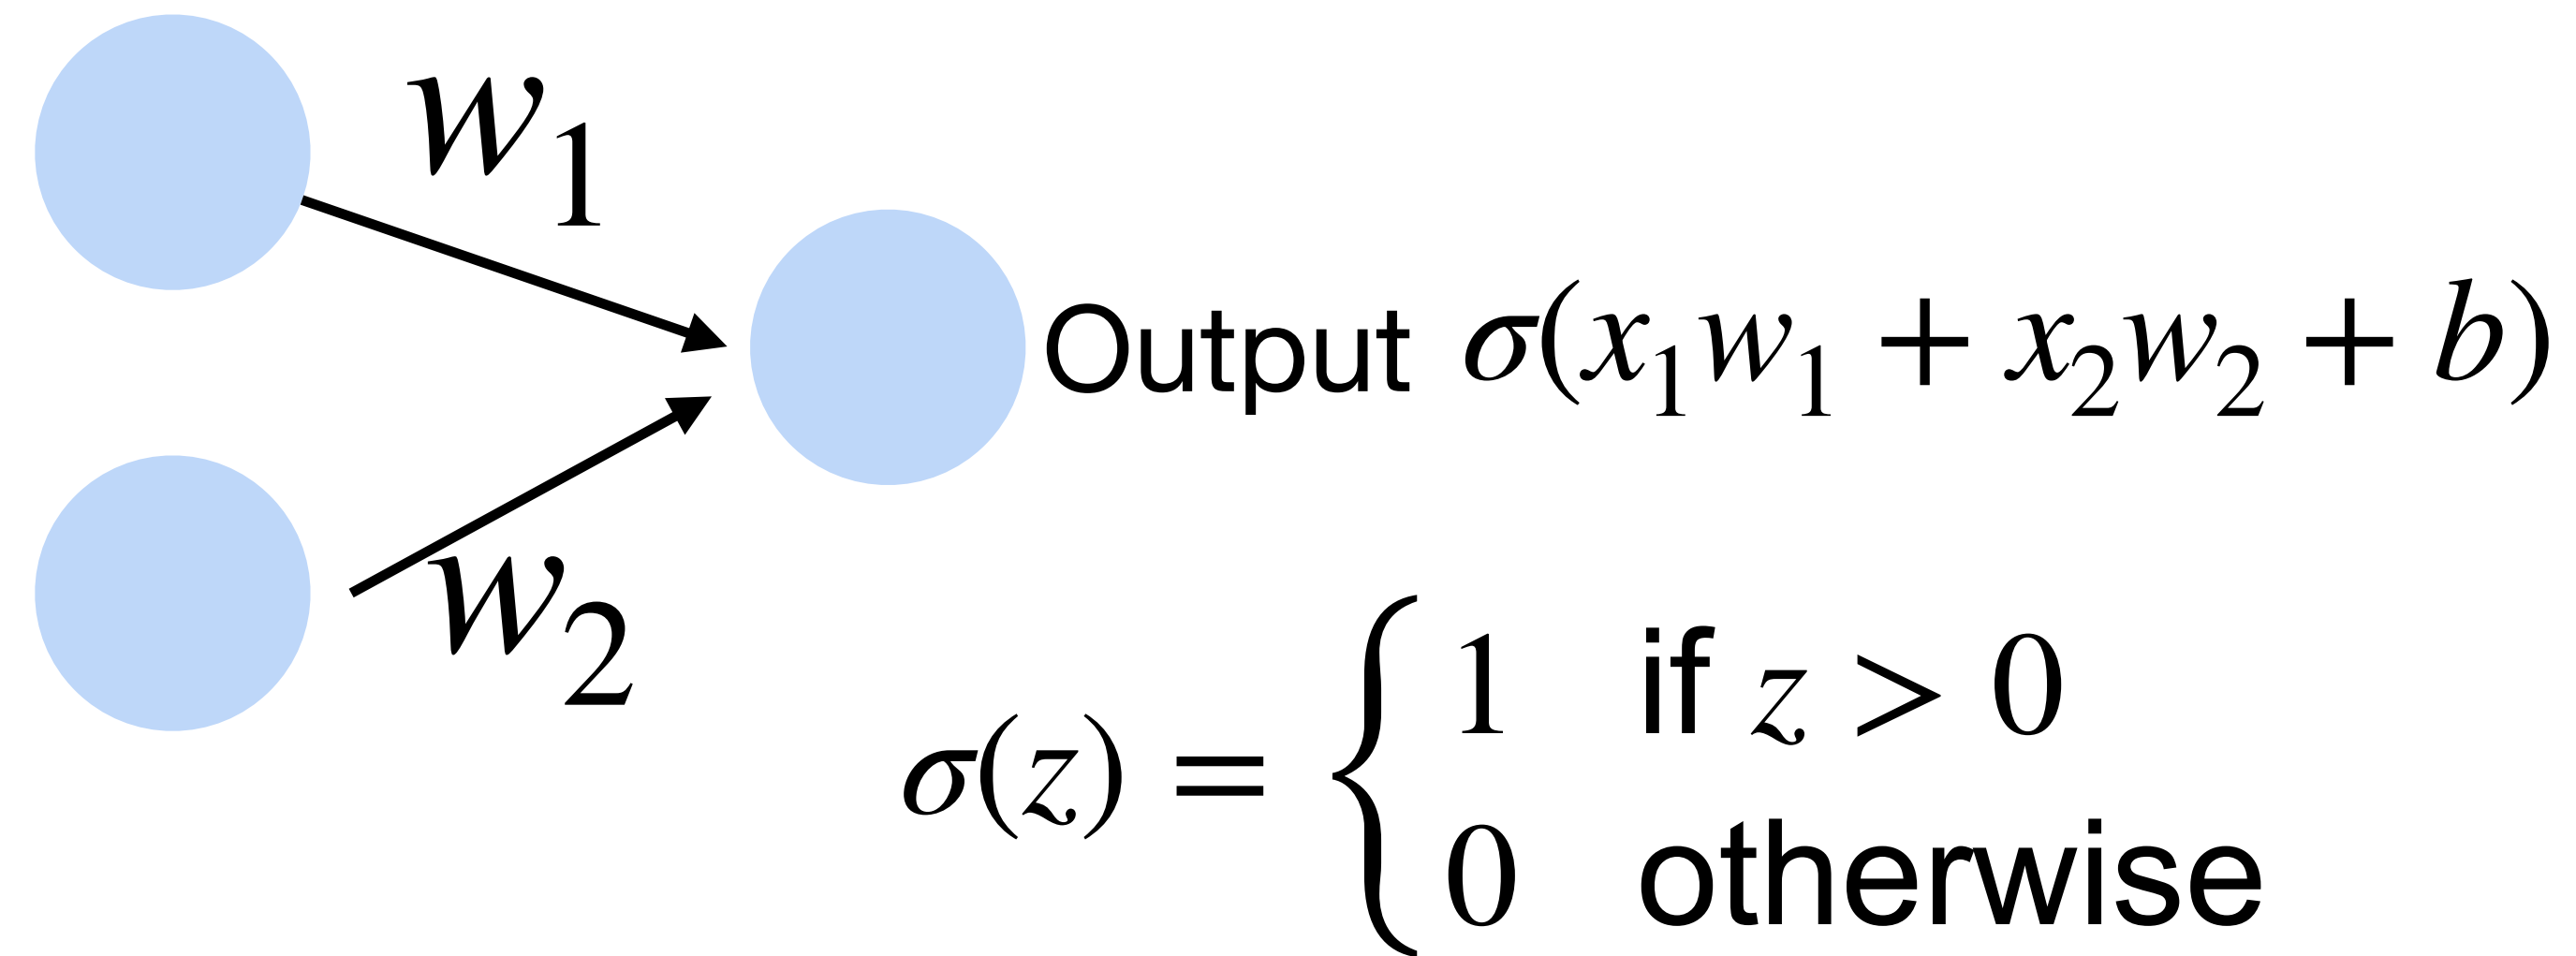 w₁
Output σ(x₁w₁ + x₂w₂ + b)
w₂
σ(z) = { 1 if z > 0
0 otherwise